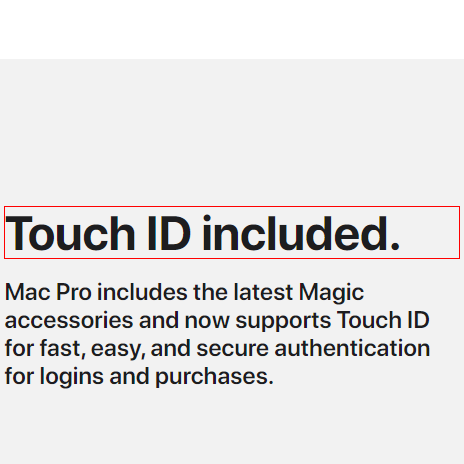 Touch ID included.
Mac Pro includes the latest Magic
accessories and now supports Touch ID
for fast, easy, and secure authentication
for logins and purchases.